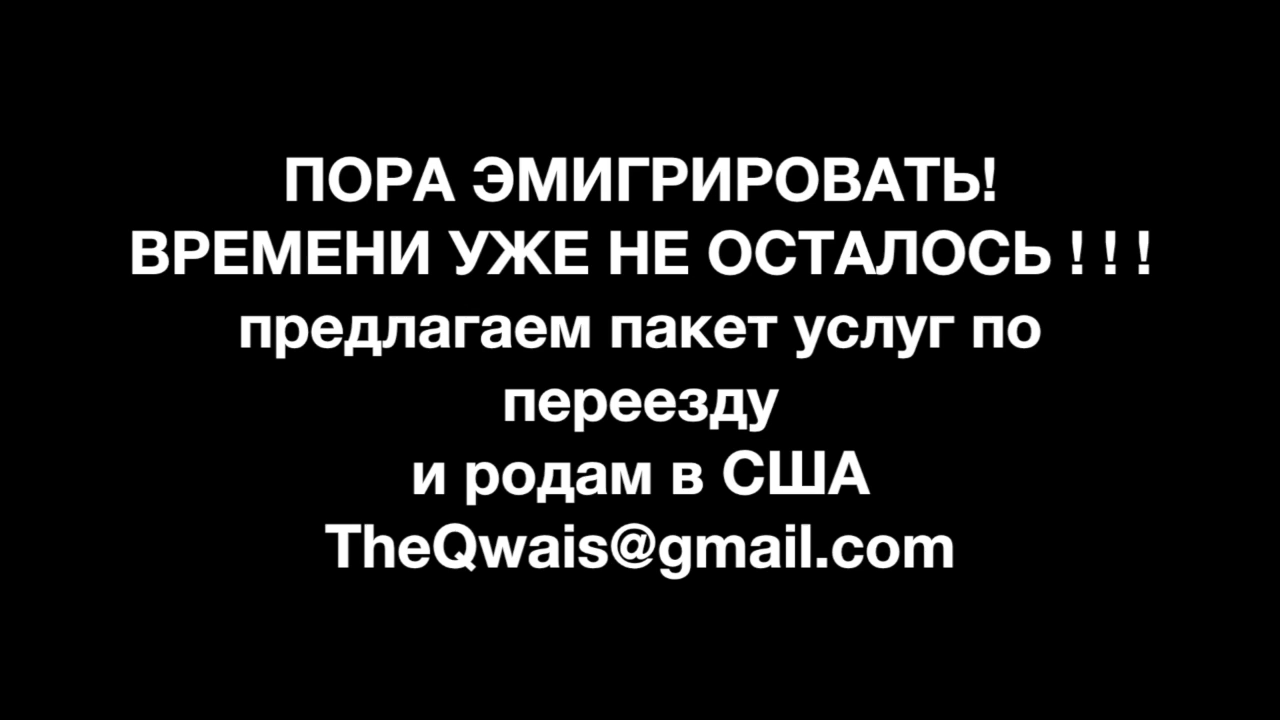 ПОРА ЭМИГРИРОВАТЬ!
ВРЕМЕНИ УЖЕ НЕ ОСТАЛОСЬ ! ! !
предлагаем пакет услуг по
переезду
и родам в США
TheQwais@gmail.com